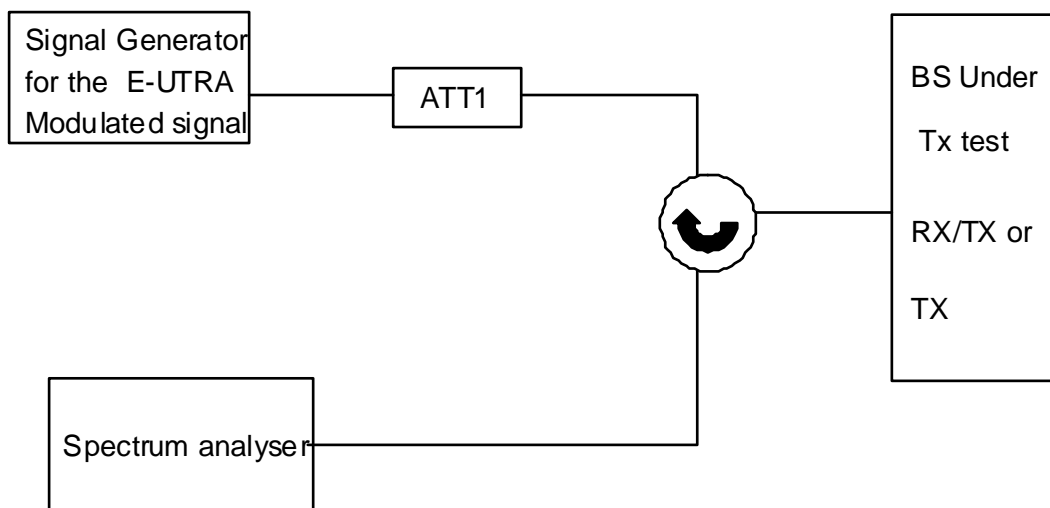 Signal Generator
for the E-UTRA
Modulated signal
ATT1
BS Under
Tx test
RX/TX or
TX
Spectrum analyser